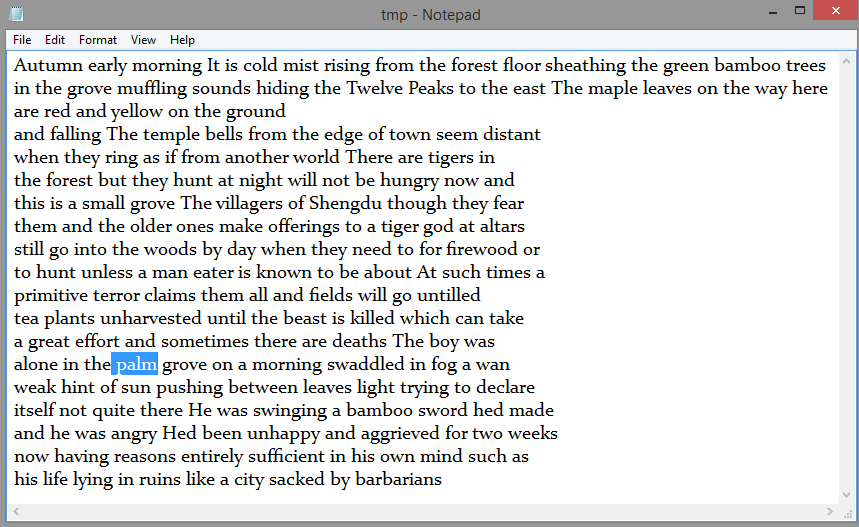 tmp - Notepad
File Edit Format View Help
Autumn early morning It is cold mist rising from the forest floor sheathing the green bamboo trees
in the grove muffling sounds hiding the Twelve Peaks to the east The maple leaves on the way here
are red and yellow on the ground
and falling The temple bells from the edge of town seem distant
when they ring as if from another world There are tigers in
the forest but they hunt at night will not be hungry now and
this is a small grove The villagers of Shengdu though they fear
them and the older ones make offerings to a tiger god at altars
still go into the woods by day when they need to for firewood or
to hunt unless a man eater is known to be about At such times a
primitive terror claims them all and fields will go untilled
tea plants unharvested until the beast is killed which can take
a great effort and sometimes there are deaths The boy was
alone in the palm grove on a morning swaddled in fog a wan
weak hint of sun pushing between leaves light trying to declare
itself not quite there He was swinging a bamboo sword hed made
and he was angry Hed been unhappy and aggrieved for two weeks
now having reasons entirely sufficient in his own mind such as
his life lying in ruins like a city sacked by barbarians